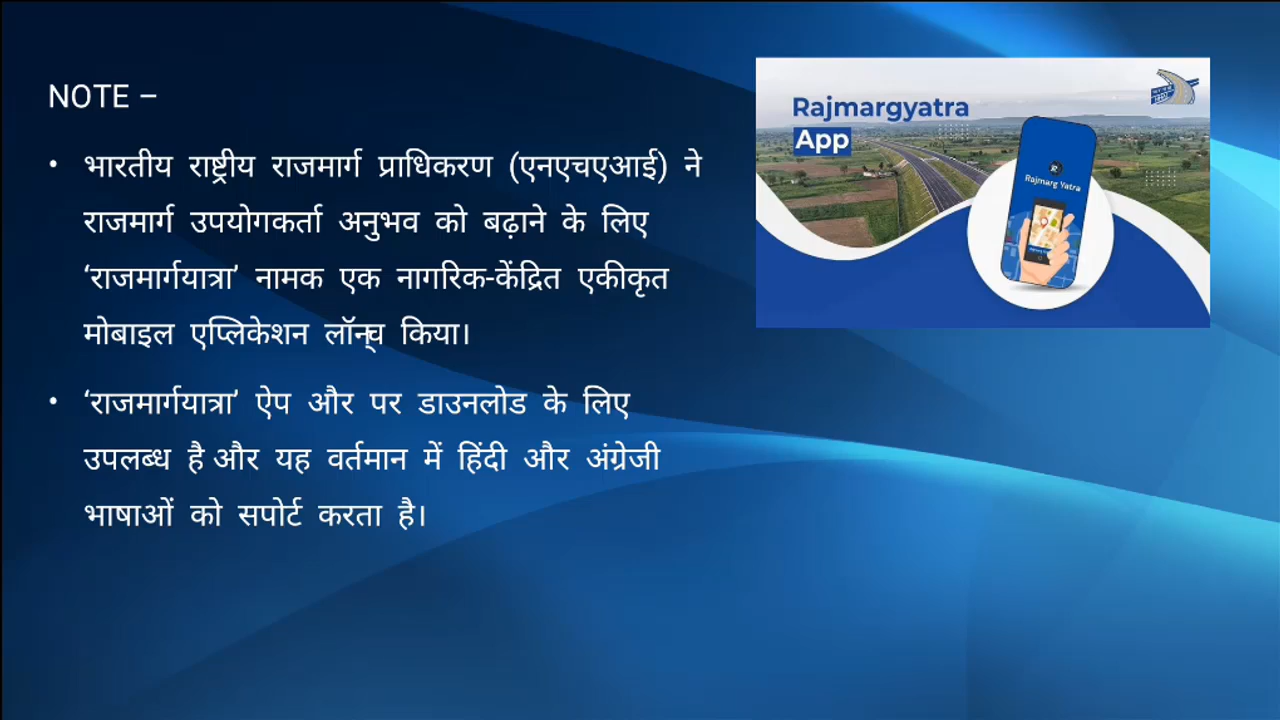 NOTE –
• भारतीय राष्ट्रीय राजमार्ग प्राधिकरण (एनएचएआई) ने
राजमार्ग उपयोगकर्ता अनुभव को बढ़ाने के लिए
‘राजमार्गयात्रा’ नामक एक नागरिक-केंद्रित एकीकृत
मोबाइल एप्लिकेशन लॉन्च किया।
• ‘राजमार्गयात्रा’ ऐप और पर डाउनलोड के लिए
उपलब्ध है और यह वर्तमान में हिंदी और अंग्रेजी
भाषाओं को सपोर्ट करता है।
Rajmargyatra
App
Rajmarg Yatra